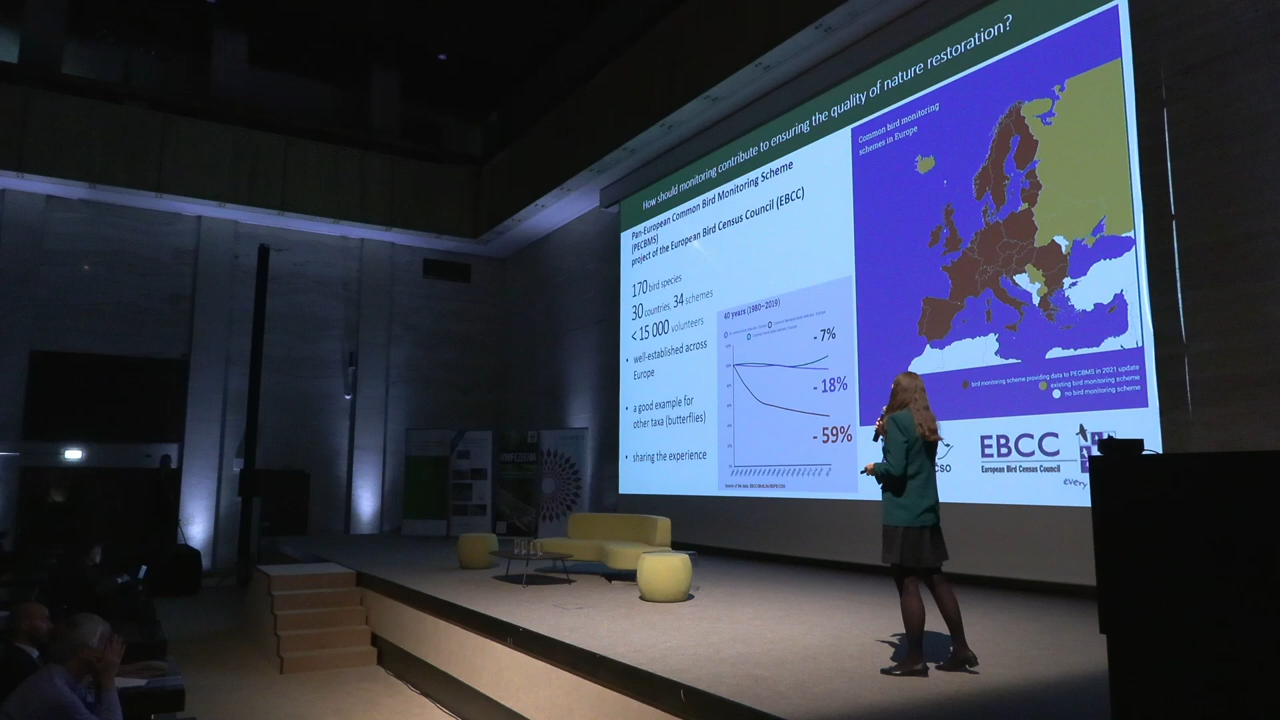 How should monitoring contribute to ensuring the quality of nature restoration?
Pan-European Common Bird Monitoring Scheme
(PECBMS)
project of the European Bird Census Council (EBCC)
170 bird species
30 countries, 34 schemes
< 15 000 volunteers
• well-established across
Europe
• a good example for
other taxa (butterflies)
• sharing the experience
40 years (1980–2019)
- 7%
- 18%
- 59%
Common bird monitoring
schemes in Europe
bird monitoring scheme providing data to PECBMS in 2021 update
existing bird monitoring scheme
no bird monitoring scheme
CSO
EBCC
European Bird Census Council
every